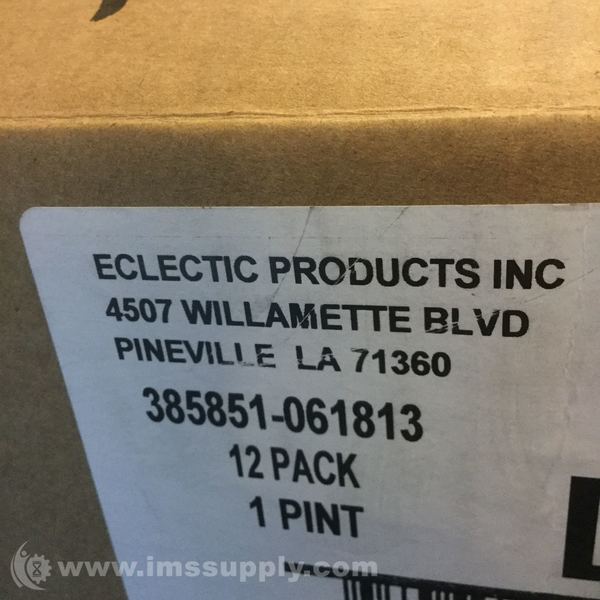 ECLECTIC PRODUCTS INC
4507 WILLAMETTE BLVD
PINEVILLE LA 71360
385851-061813
12 PACK
1 PINT
www.imssupply.com